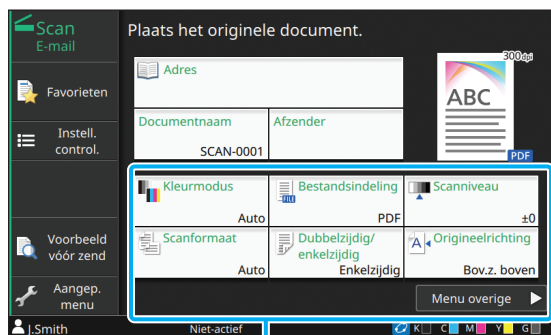 Scan
E-mail
Plaats het originele document.
Favorieten
Instell.
control.
Voorbeeld
vóór zend
Aangep.
menu
Adres
Documentnaam
SCAN-0001
Afzender
300dpi
ABC
PDF
Kleurmodus
Auto
Bestandsindeling
FILE
PDF
Scanniveau
±0
Scanformaat
Auto
Dubbelzijdig/
enkelzijdig
Enkelzijdig
A
Origineelrichting
Bov.z. boven
Menu overige
J.Smith
Niet-actief
K C M Y G